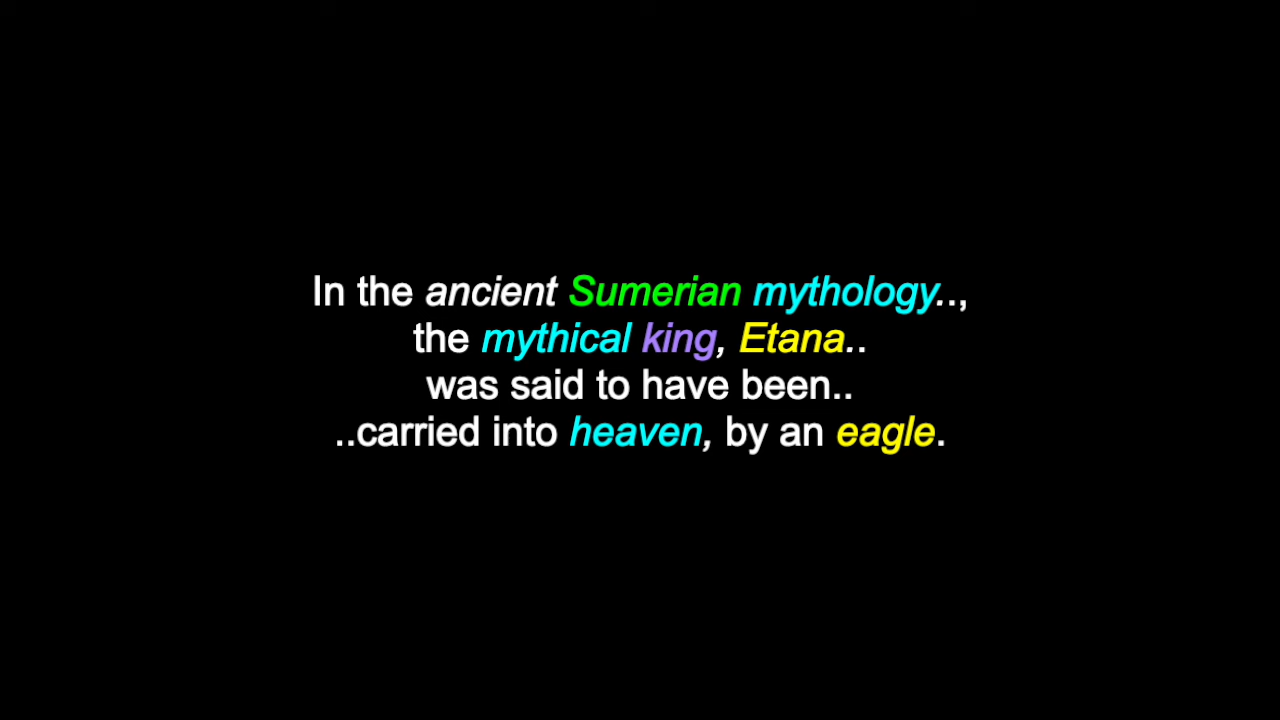 In the ancient Sumerian mythology..,
the mythical king, Etana..
was said to have been..
..carried into heaven, by an eagle.